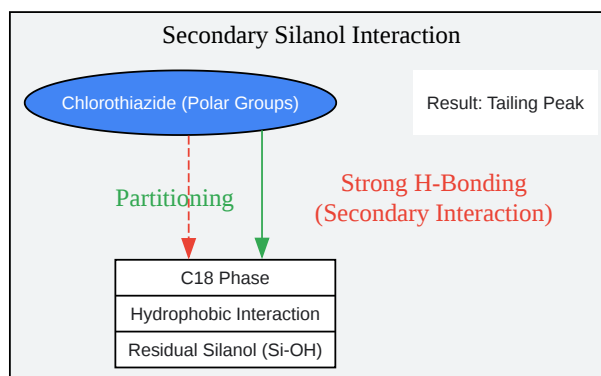 Secondary Silanol Interaction
Chlorothiazide (Polar Groups)
Result: Tailing Peak
Partitioning
Strong H-Bonding
(Secondary Interaction)
C18 Phase
Hydrophobic Interaction
Residual Silanol (Si-OH)